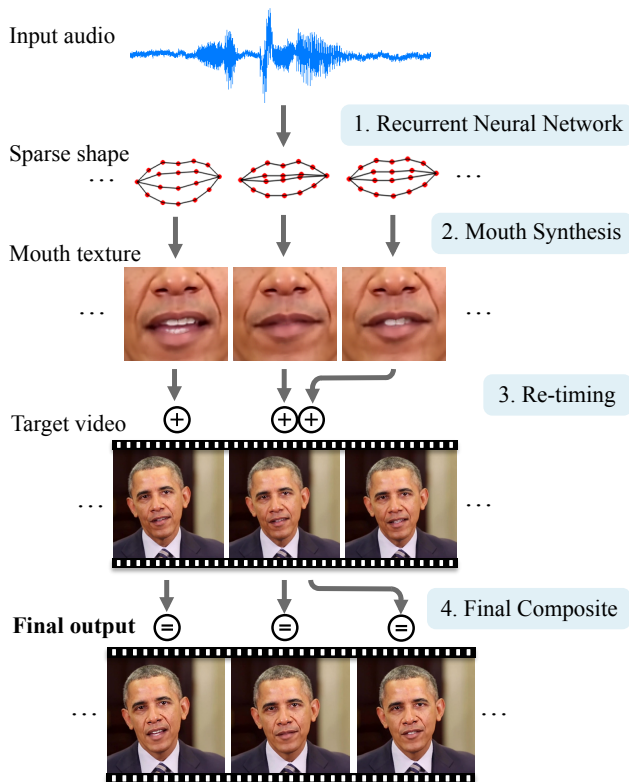 Input audio
1. Recurrent Neural Network
Sparse shape
... ...
2. Mouth Synthesis
Mouth texture
... ...
3. Re-timing
+ + +
Target video
... ...
4. Final Composite
Final output = = =
... ...